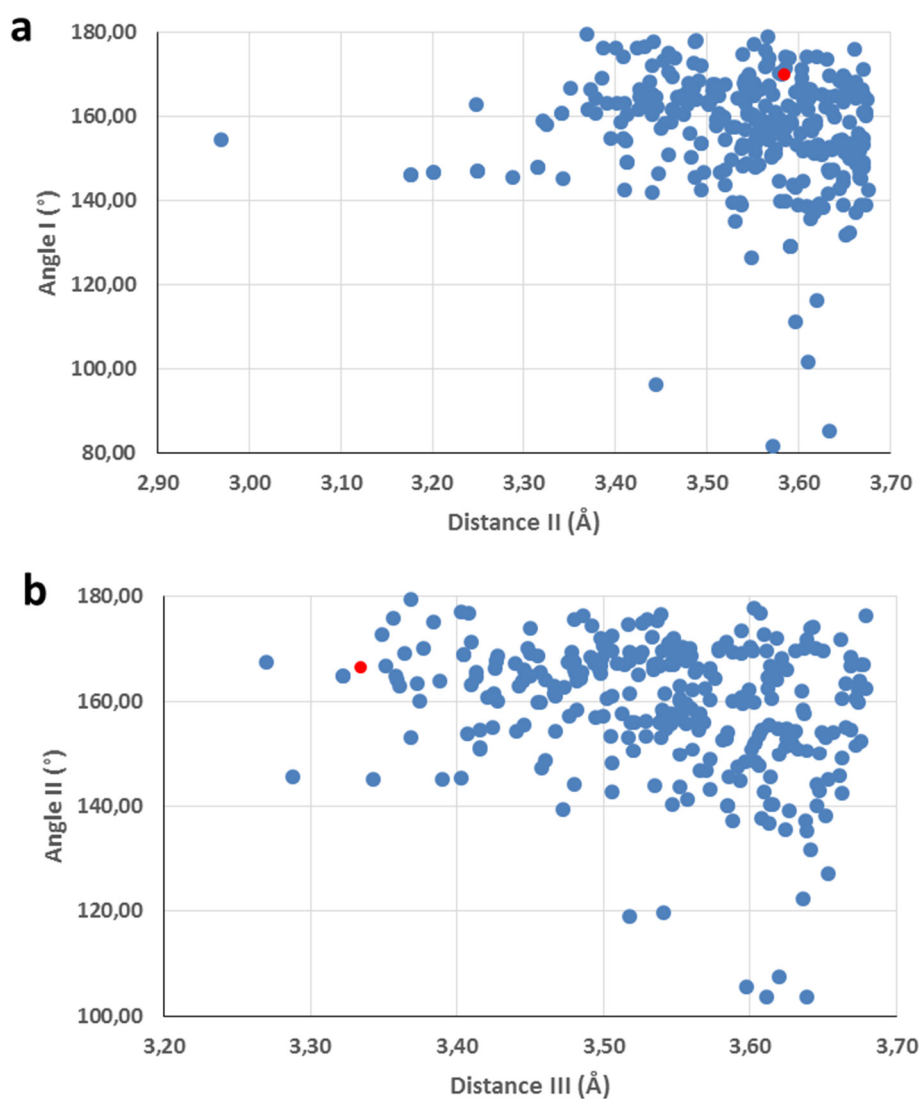 a
180,00
160,00
140,00
120,00
100,00
80,00
Angle I (°)
2,90 3,00 3,10 3,20 3,30 3,40 3,50 3,60 3,70
Distance II (Å)
b
180,00
160,00
140,00
120,00
100,00
Angle II (°)
3,20 3,30 3,40 3,50 3,60 3,70
Distance III (Å)